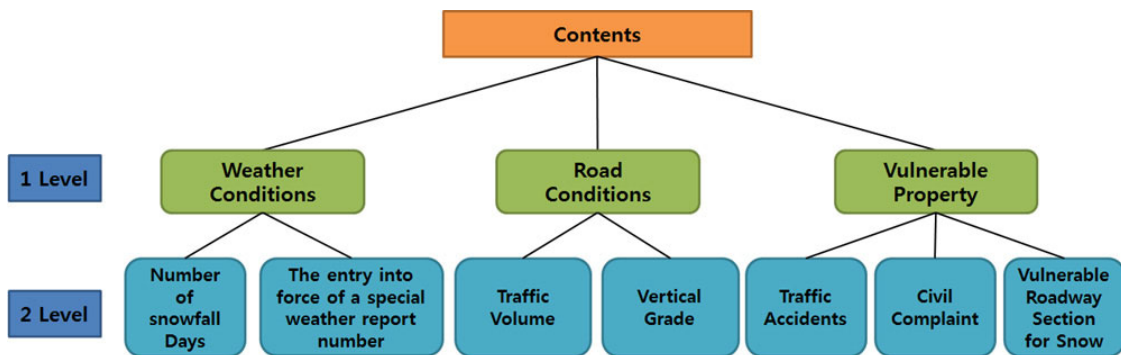 Contents
1 Level
Weather
Conditions
Road
Conditions
Vulnerable
Property
2 Level
Number
of
snowfall
Days
The entry into
force of a special
weather report
number
Traffic
Volume
Vertical
Grade
Traffic
Accidents
Civil
Complaint
Vulnerable
Roadway
Section
for Snow